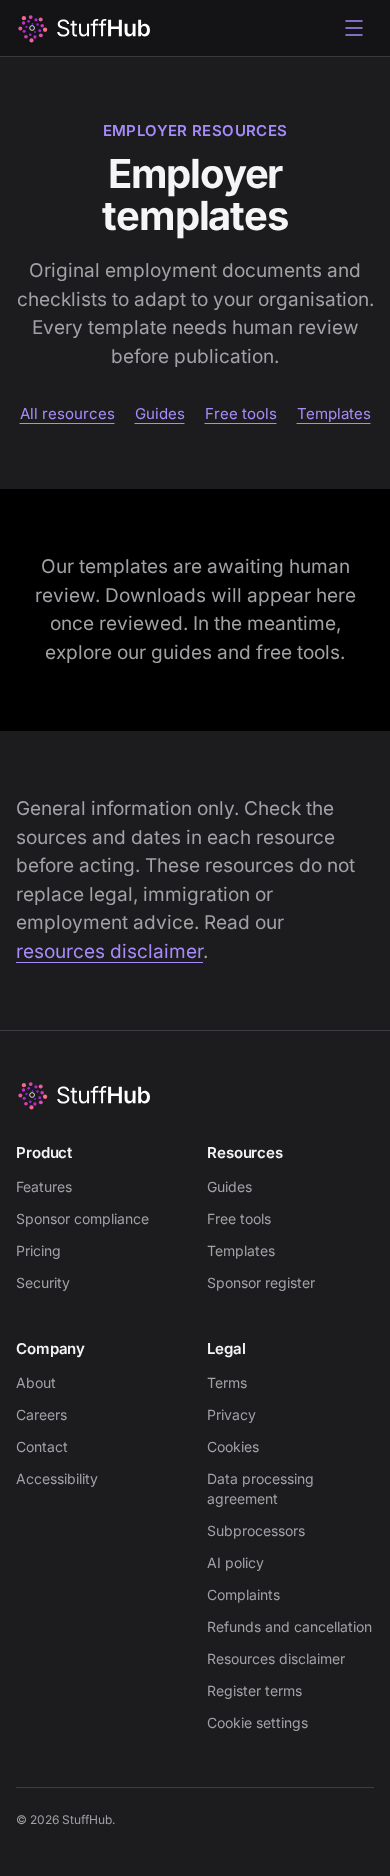 StuffHub
EMPLOYER RESOURCES
Employer
templates
Original employment documents and
checklists to adapt to your organisation.
Every template needs human review
before publication.
All resources Guides Free tools Templates
Our templates are awaiting human
review. Downloads will appear here
once reviewed. In the meantime,
explore our guides and free tools.
General information only. Check the
sources and dates in each resource
before acting. These resources do not
replace legal, immigration or
employment advice. Read our
resources disclaimer.
StuffHub
Product
Features
Sponsor compliance
Pricing
Security
Resources
Guides
Free tools
Templates
Sponsor register
Company
About
Careers
Contact
Accessibility
Legal
Terms
Privacy
Cookies
Data processing
agreement
Subprocessors
AI policy
Complaints
Refunds and cancellation
Resources disclaimer
Register terms
Cookie settings
© 2026 StuffHub.